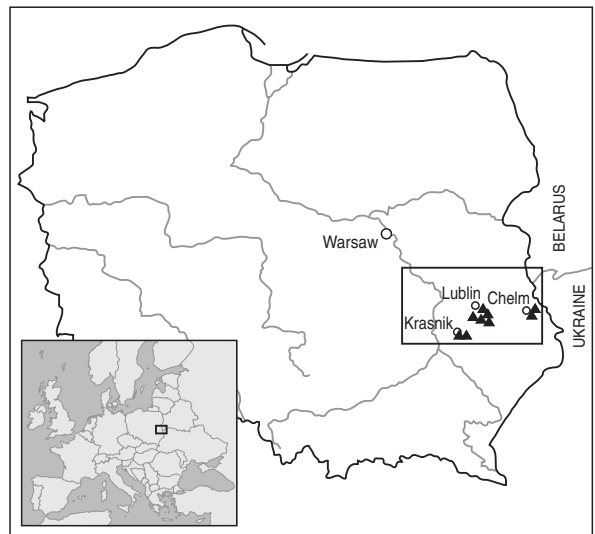 BELARUS
Warsaw
UKRAINE
Lublin
Chelm
Krasnik